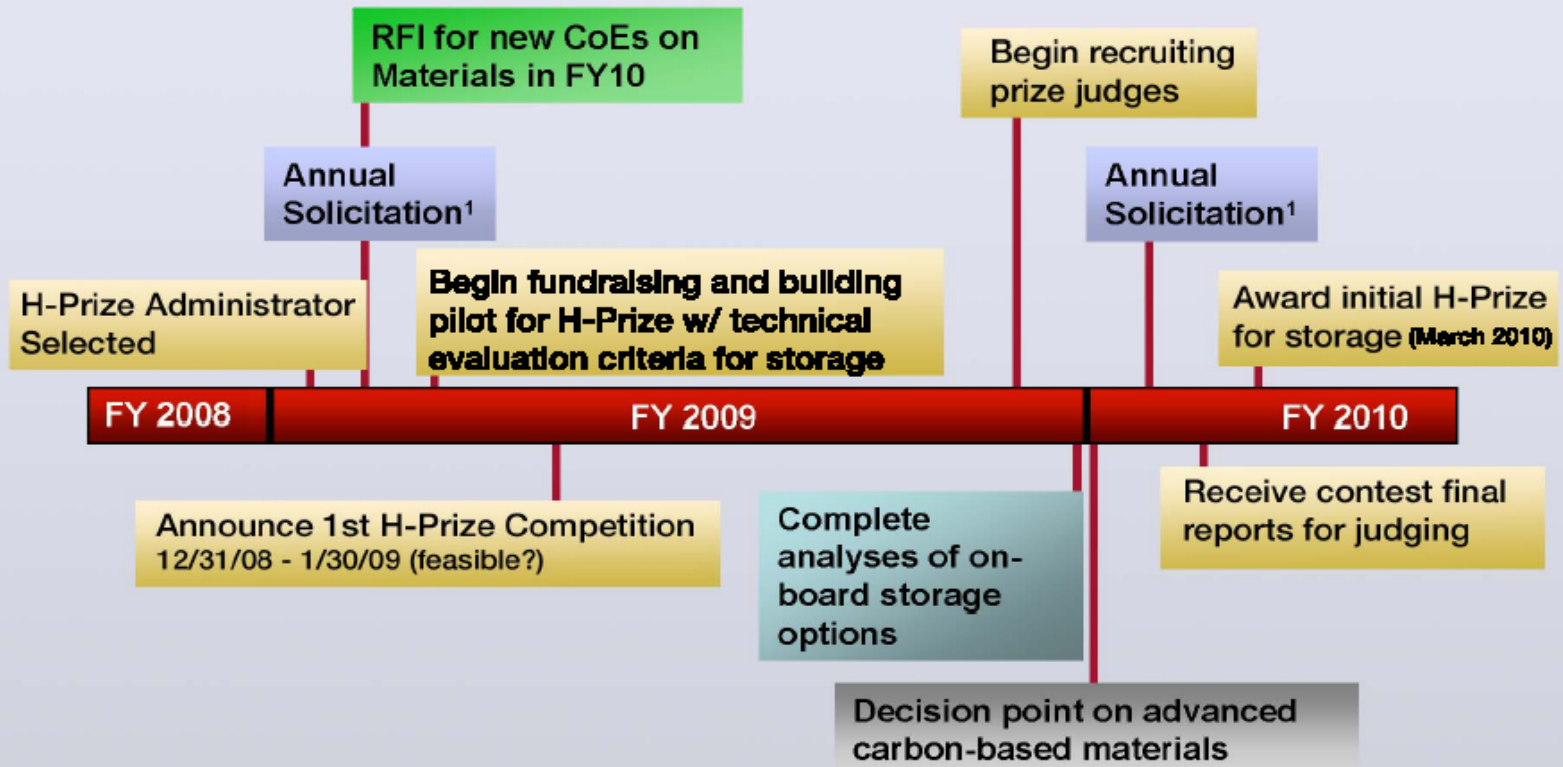 RFI for new CoEs on
Materials in FY10
Begin recruiting
prize judges
Annual
Solicitation¹
Annual
Solicitation¹
H-Prize Administrator
Selected
Begin fundraising and building
pilot for H-Prize w/ technical
evaluation criteria for storage
Award initial H-Prize
for storage (March 2010)
FY 2008
FY 2009
FY 2010
Announce 1st H-Prize Competition
12/31/08 - 1/30/09 (feasible?)
Complete
analyses of on-
board storage
options
Receive contest final
reports for judging
Decision point on advanced
carbon-based materials